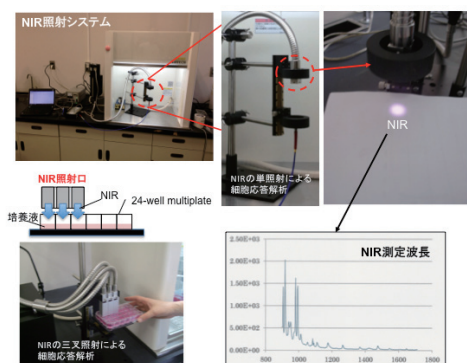 NIR照射システム
NIR
NIRの単照射による
細胞応答解析
NIR照射口
NIR
24-well multiplate
培養液
NIRの三叉照射による
細胞応答解析
NIR測定波長
2.50E+03
2.00E+03
1.50E+03
1.00E+03
5.00E+02
0.00E+00
800 1000 1200 1400 1600 1800